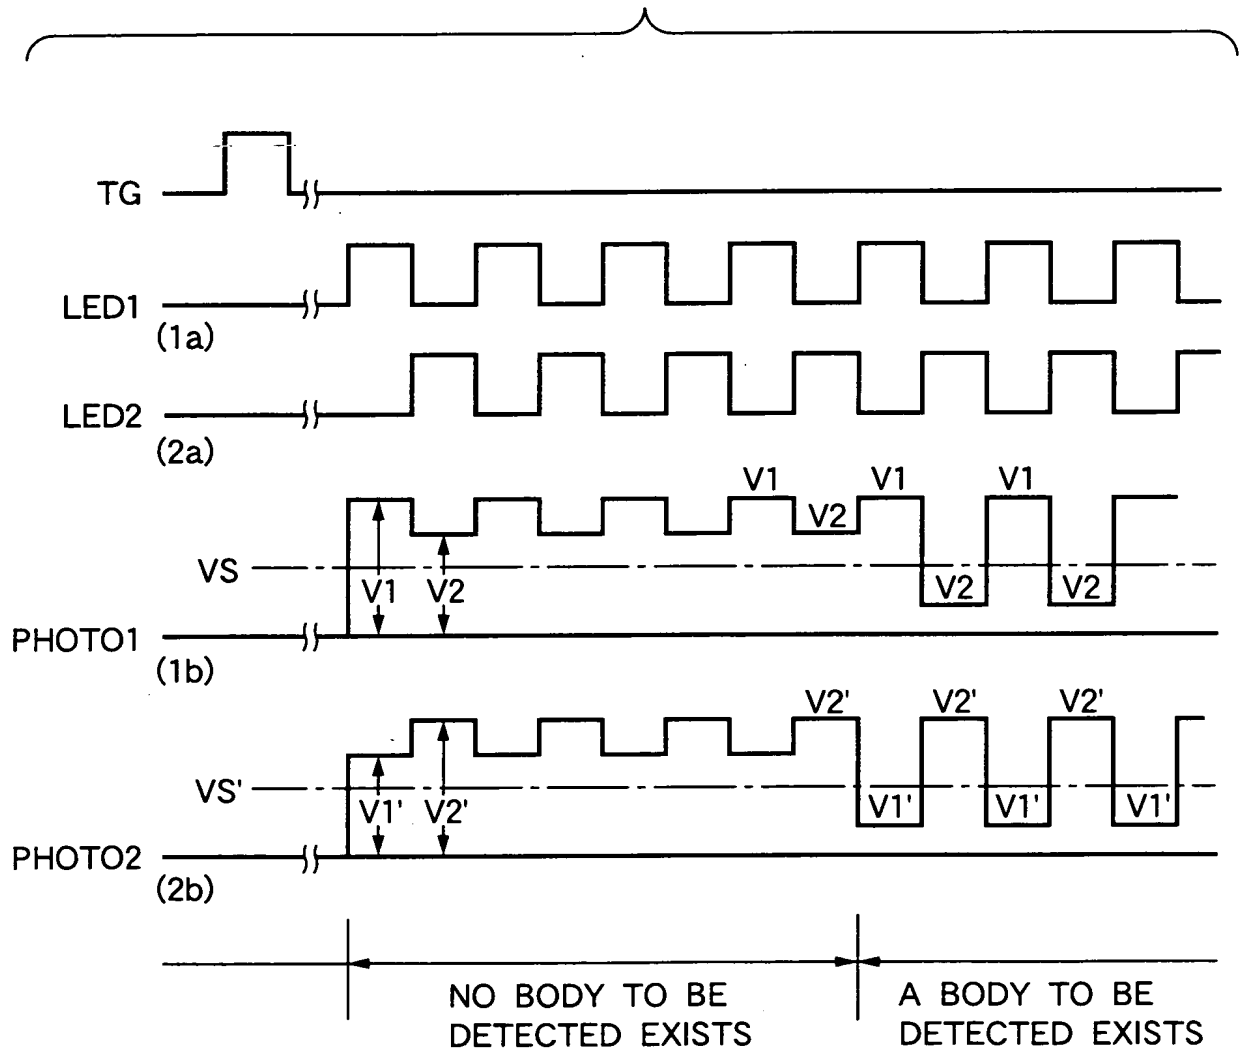 TG
LED1
(1a)
LED2
(2a)
V1 V1 V1
V2
VS
V1 V2 V2 V2
PHOTO1
(1b)
V2' V2' V2'
VS'
V1' V2' V1' V1' V1'
PHOTO2
(2b)
NO BODY TO BE
DETECTED EXISTS
A BODY TO BE
DETECTED EXISTS